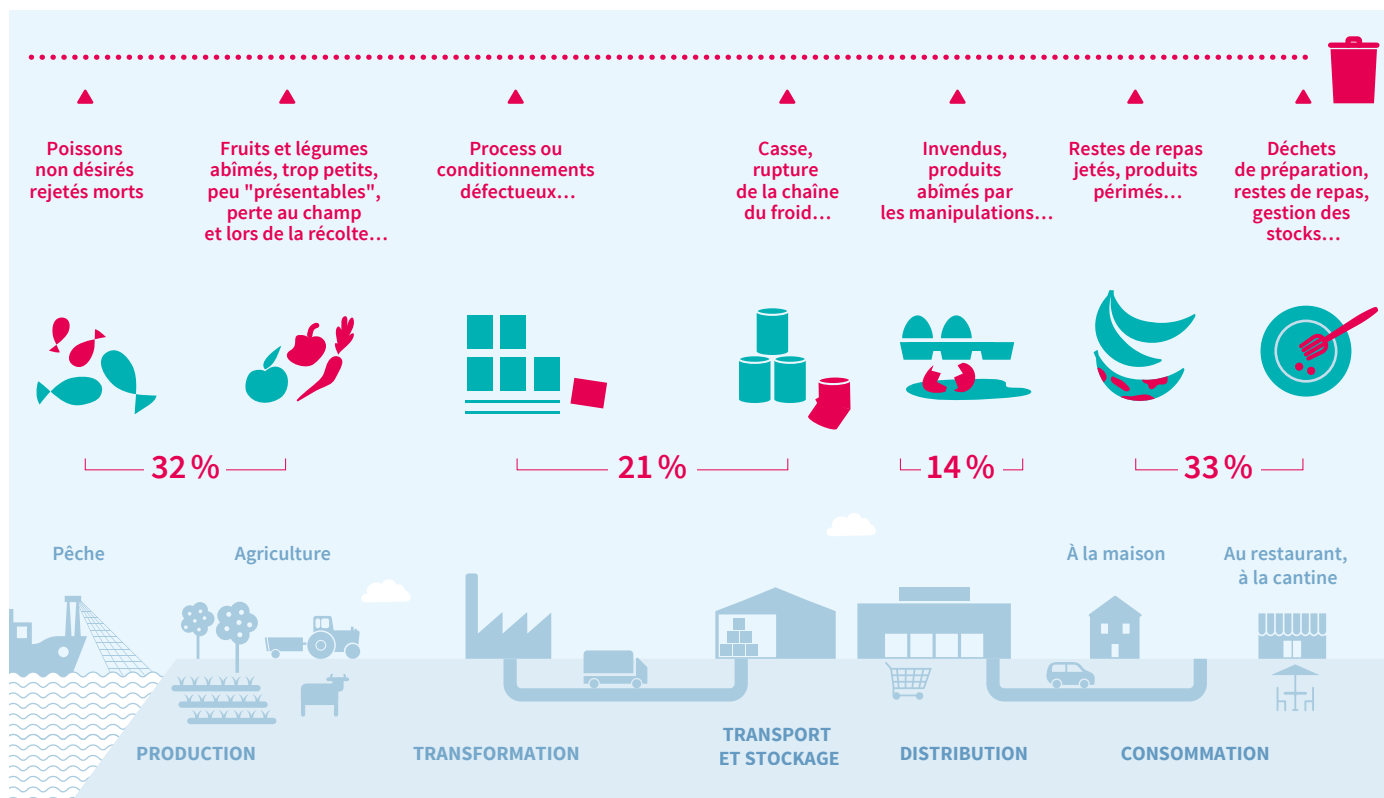 Poissons
non désirés
rejetés morts
Fruits et légumes
abîmés, trop petits,
peu "présentables",
perte au champ
et lors de la récolte…
Process ou
conditionnements
défectueux…
Casse,
rupture
de la chaîne
du froid…
Invendus,
produits
abîmés par
les manipulations…
Restes de repas
jetés, produits
périmés…
Déchets
de préparation,
restes de repas,
gestion des
stocks…
32 %
21 %
14 %
33 %
Pêche
Agriculture
À la maison
Au restaurant,
à la cantine
PRODUCTION
TRANSFORMATION
TRANSPORT
ET STOCKAGE
DISTRIBUTION
CONSOMMATION